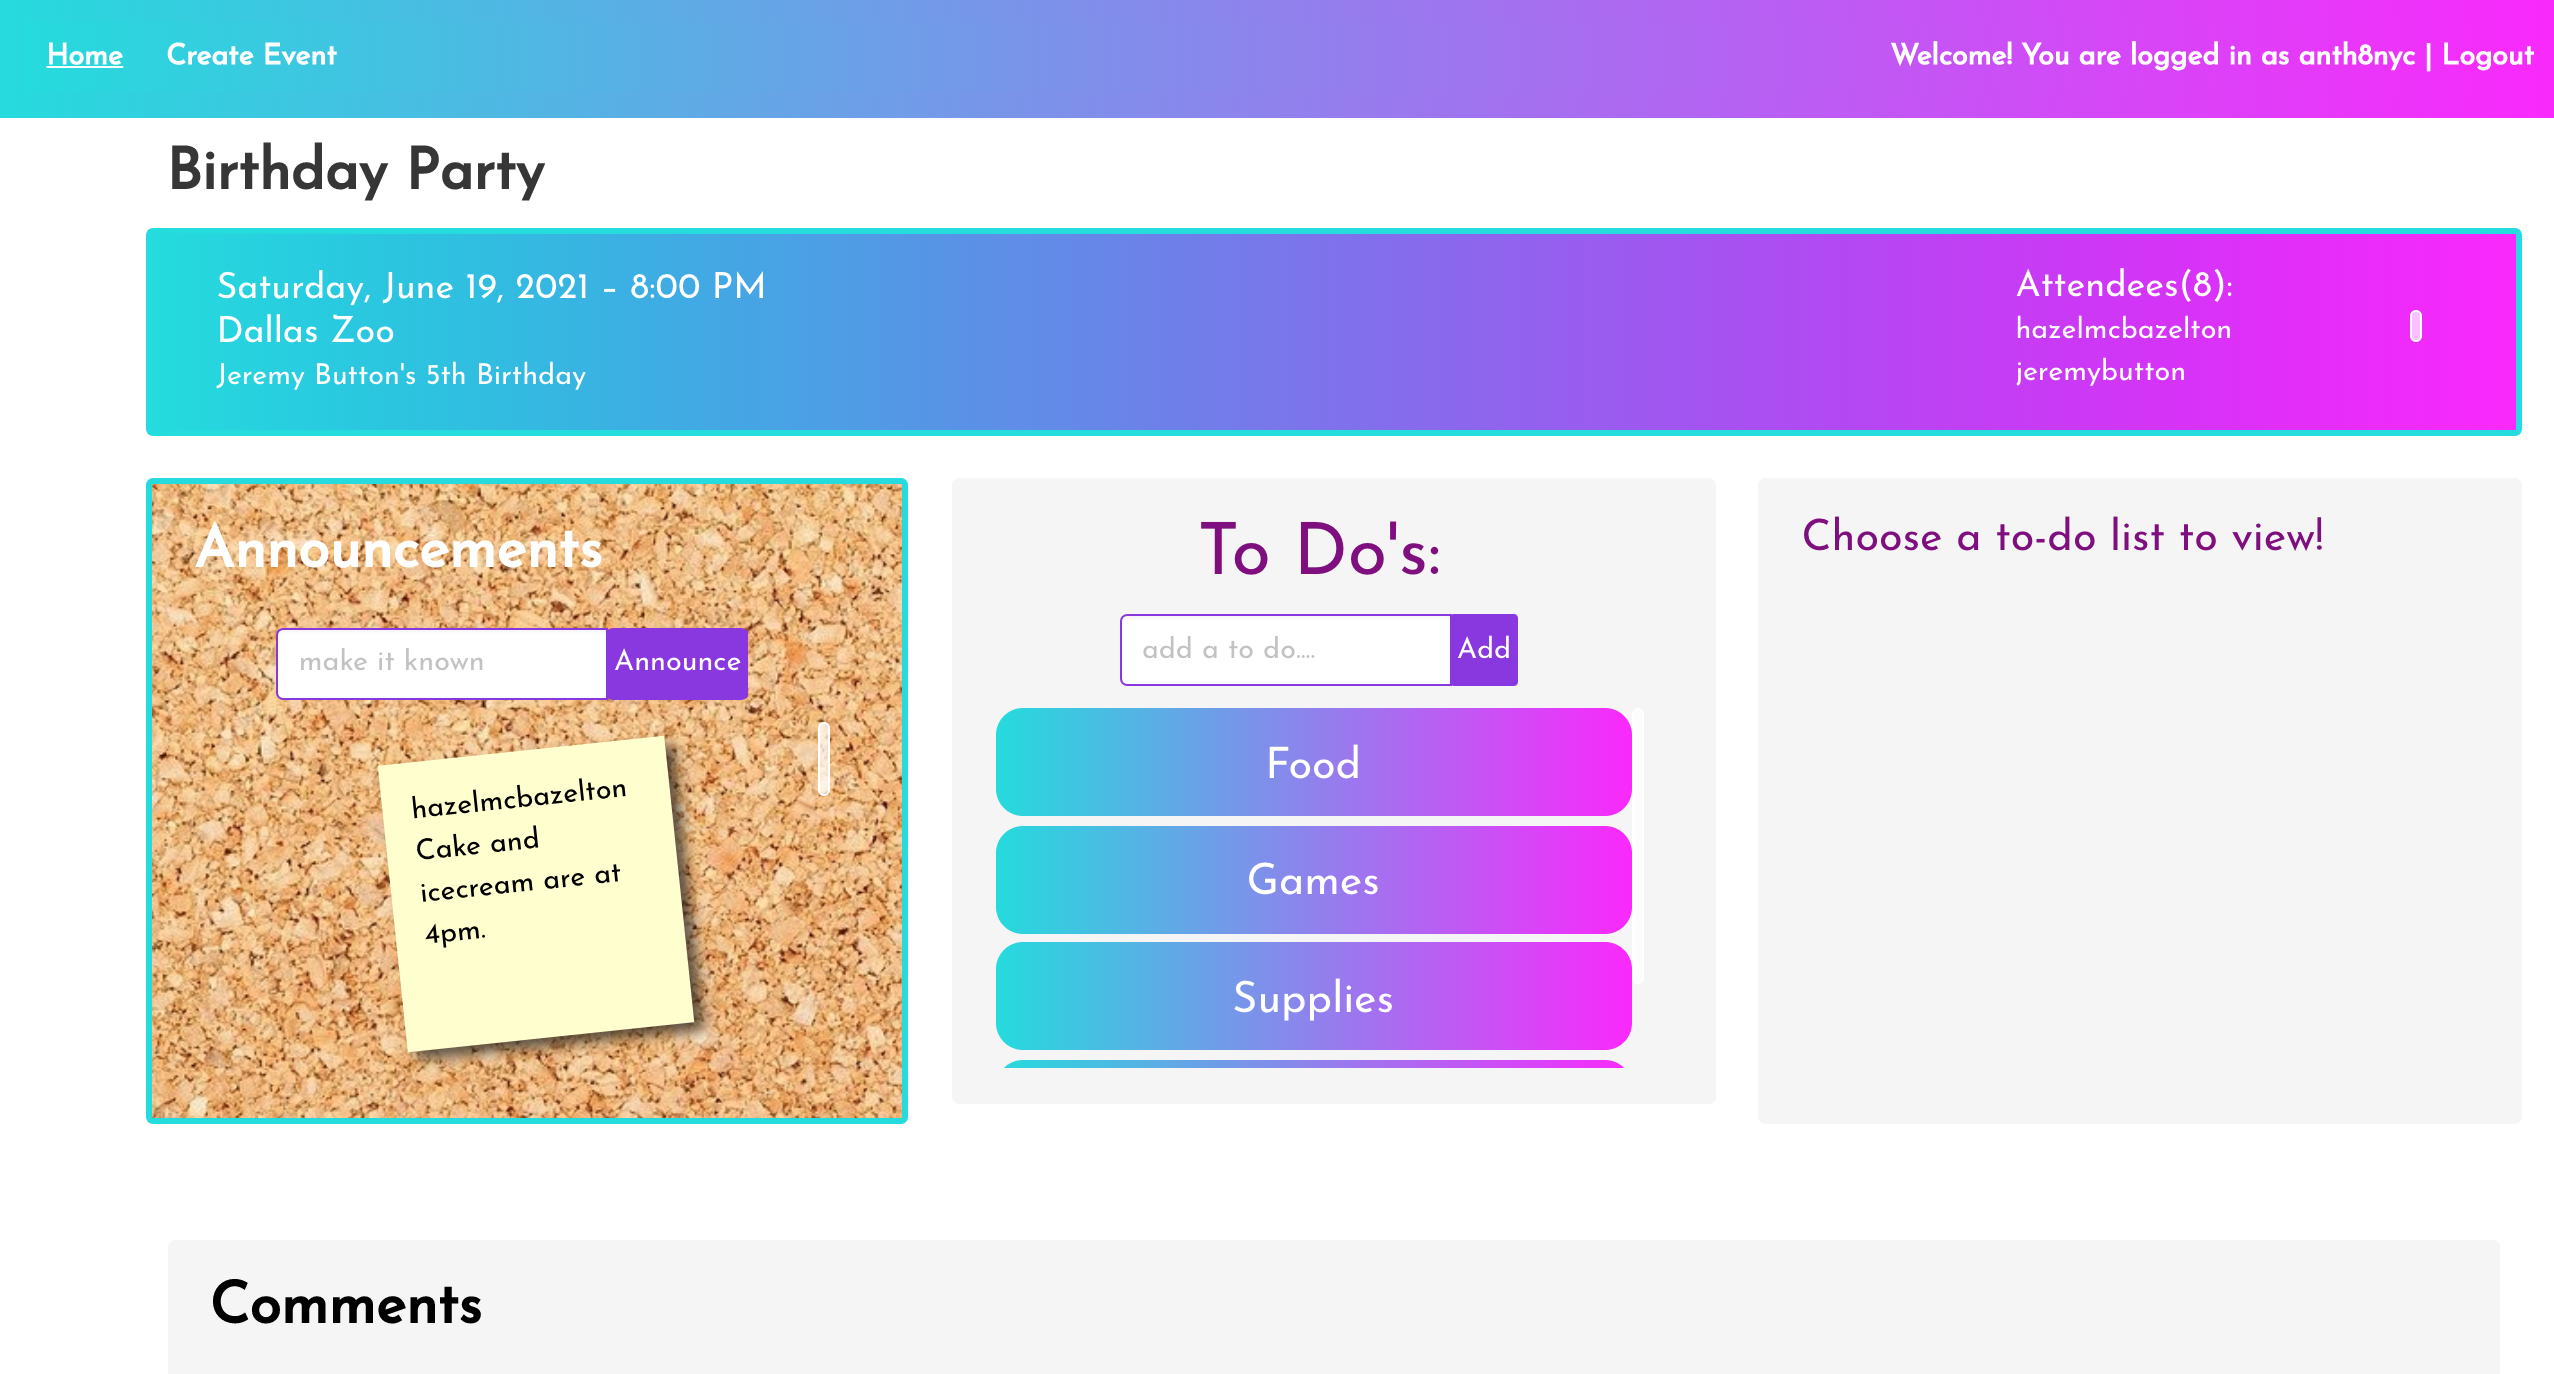 Home Create Event Welcome! You are logged in as anth8nyc | Logout
Birthday Party
Saturday, June 19, 2021 – 8:00 PM
Dallas Zoo
Jeremy Button's 5th Birthday
Attendees(8):
hazelmcbazelton
jeremybutton
Announcements
make it known Announce
hazelmcbazelton
Cake and
icecream are at
4pm.
To Do's:
add a to do.... Add
Food
Games
Supplies
Choose a to-do list to view!
Comments